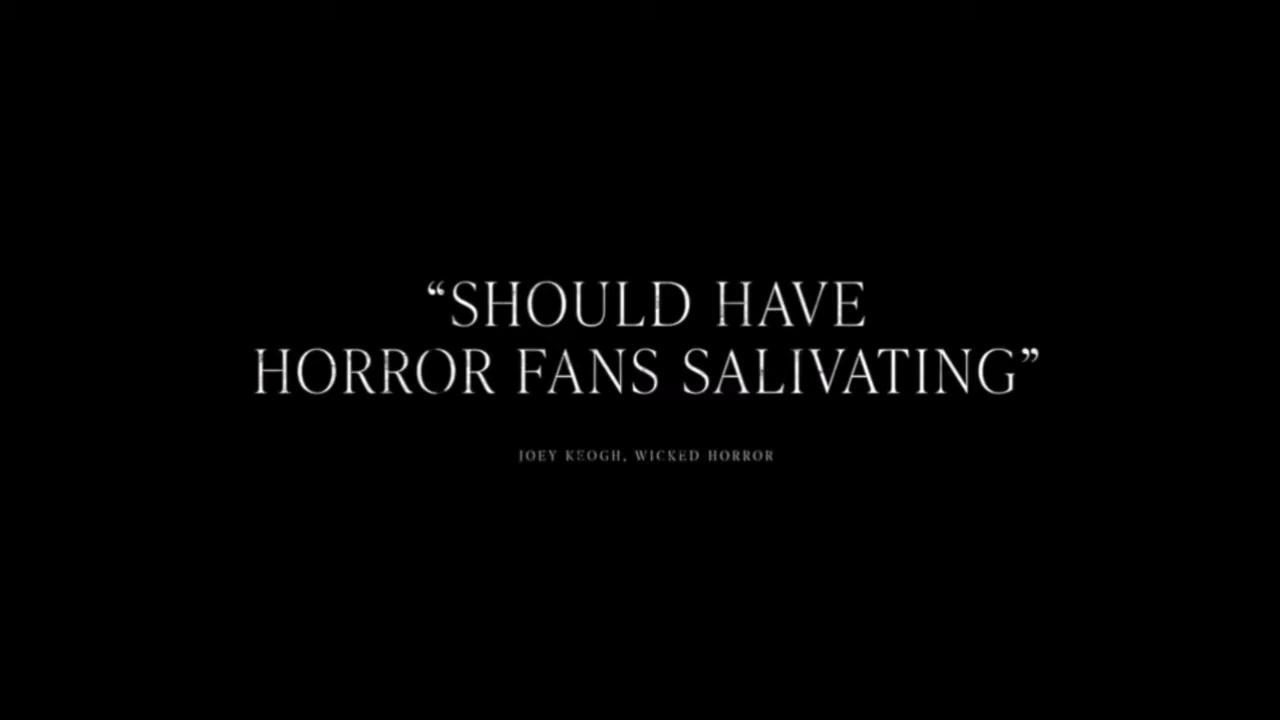 “SHOULD HAVE
HORROR FANS SALIVATING”
JOEY KEOGH, WICKED HORROR